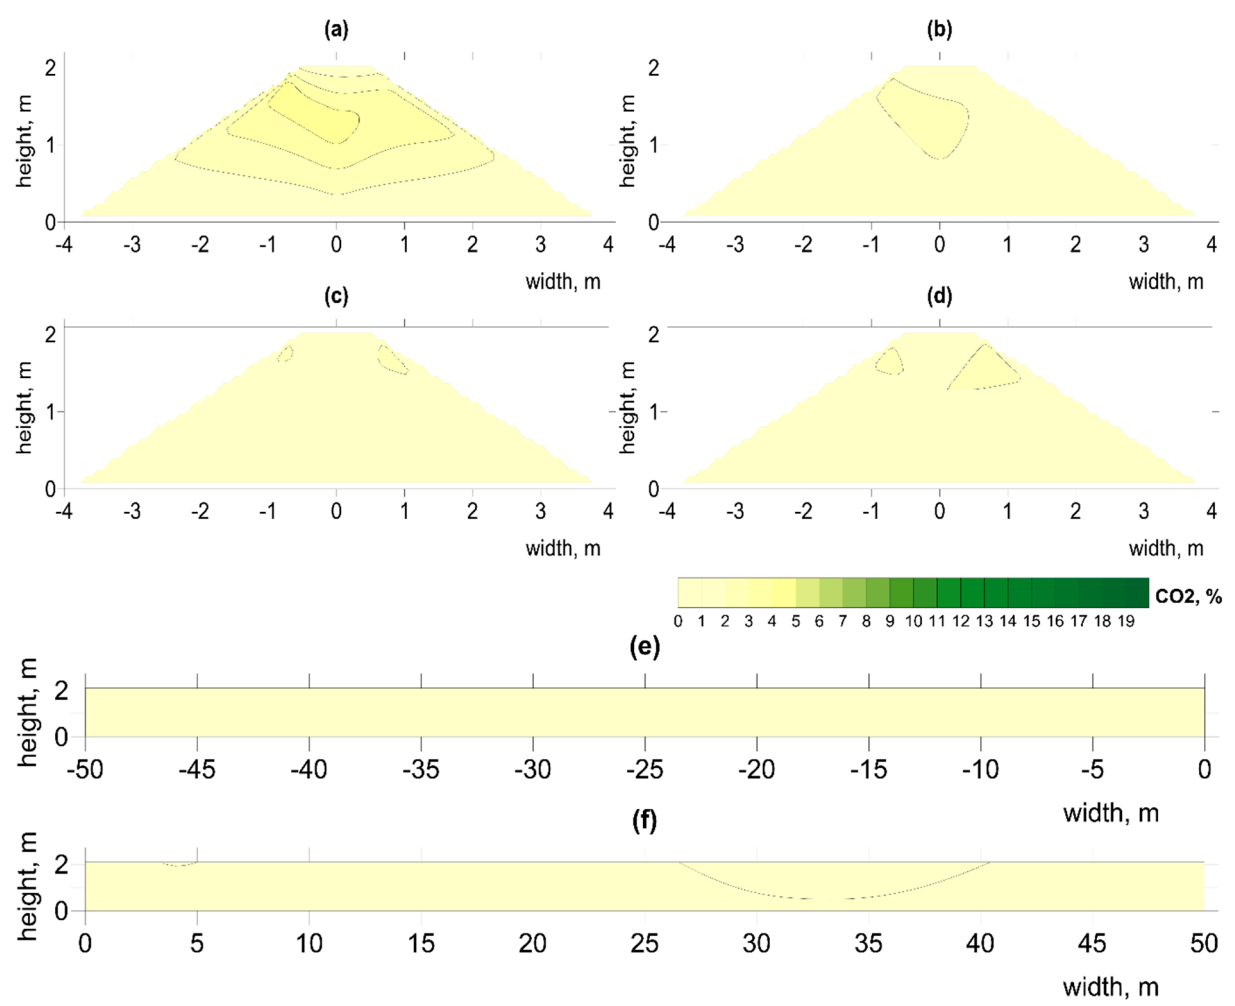 (a) (b)
height, m 2 1 0 height, m 2 1 0
-4 -3 -2 -1 0 1 2 3 4 -4 -3 -2 -1 0 1 2 3 4
width, m width, m
(c) (d)
height, m 2 1 0 height, m 2 1 0
-4 -3 -2 -1 0 1 2 3 4 -4 -3 -2 -1 0 1 2 3 4
width, m width, m
CO2, %
0 1 2 3 4 5 6 7 8 9 10 11 12 13 14 15 16 17 18 19
(e)
height, m 2 0
-50 -45 -40 -35 -30 -25 -20 -15 -10 -5 0
width, m
(f)
height, m 2 0
0 5 10 15 20 25 30 35 40 45 50
width, m